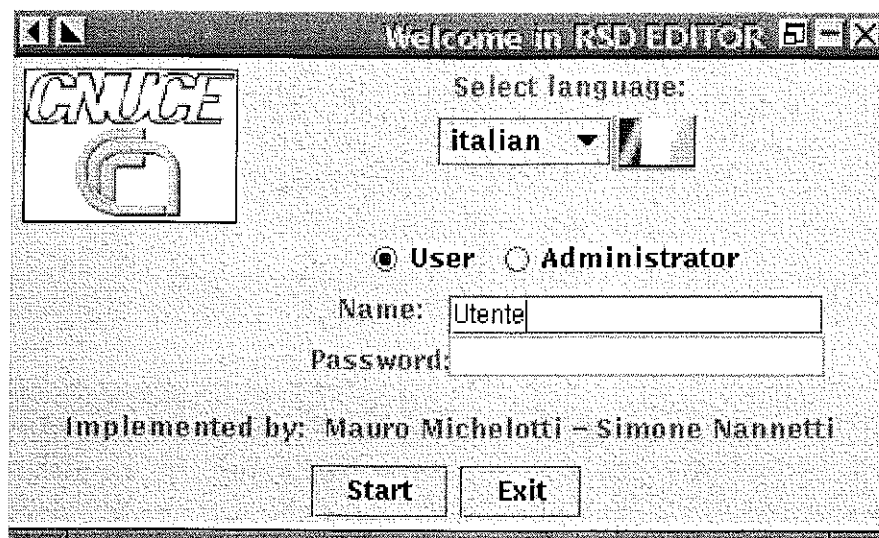 Welcome in RSD EDITOR
CNUCE
Select language:
italian
User Administrator
Name: Utente
Password:
Implemented by: Mauro Michelotti – Simone Nannetti
Start Exit